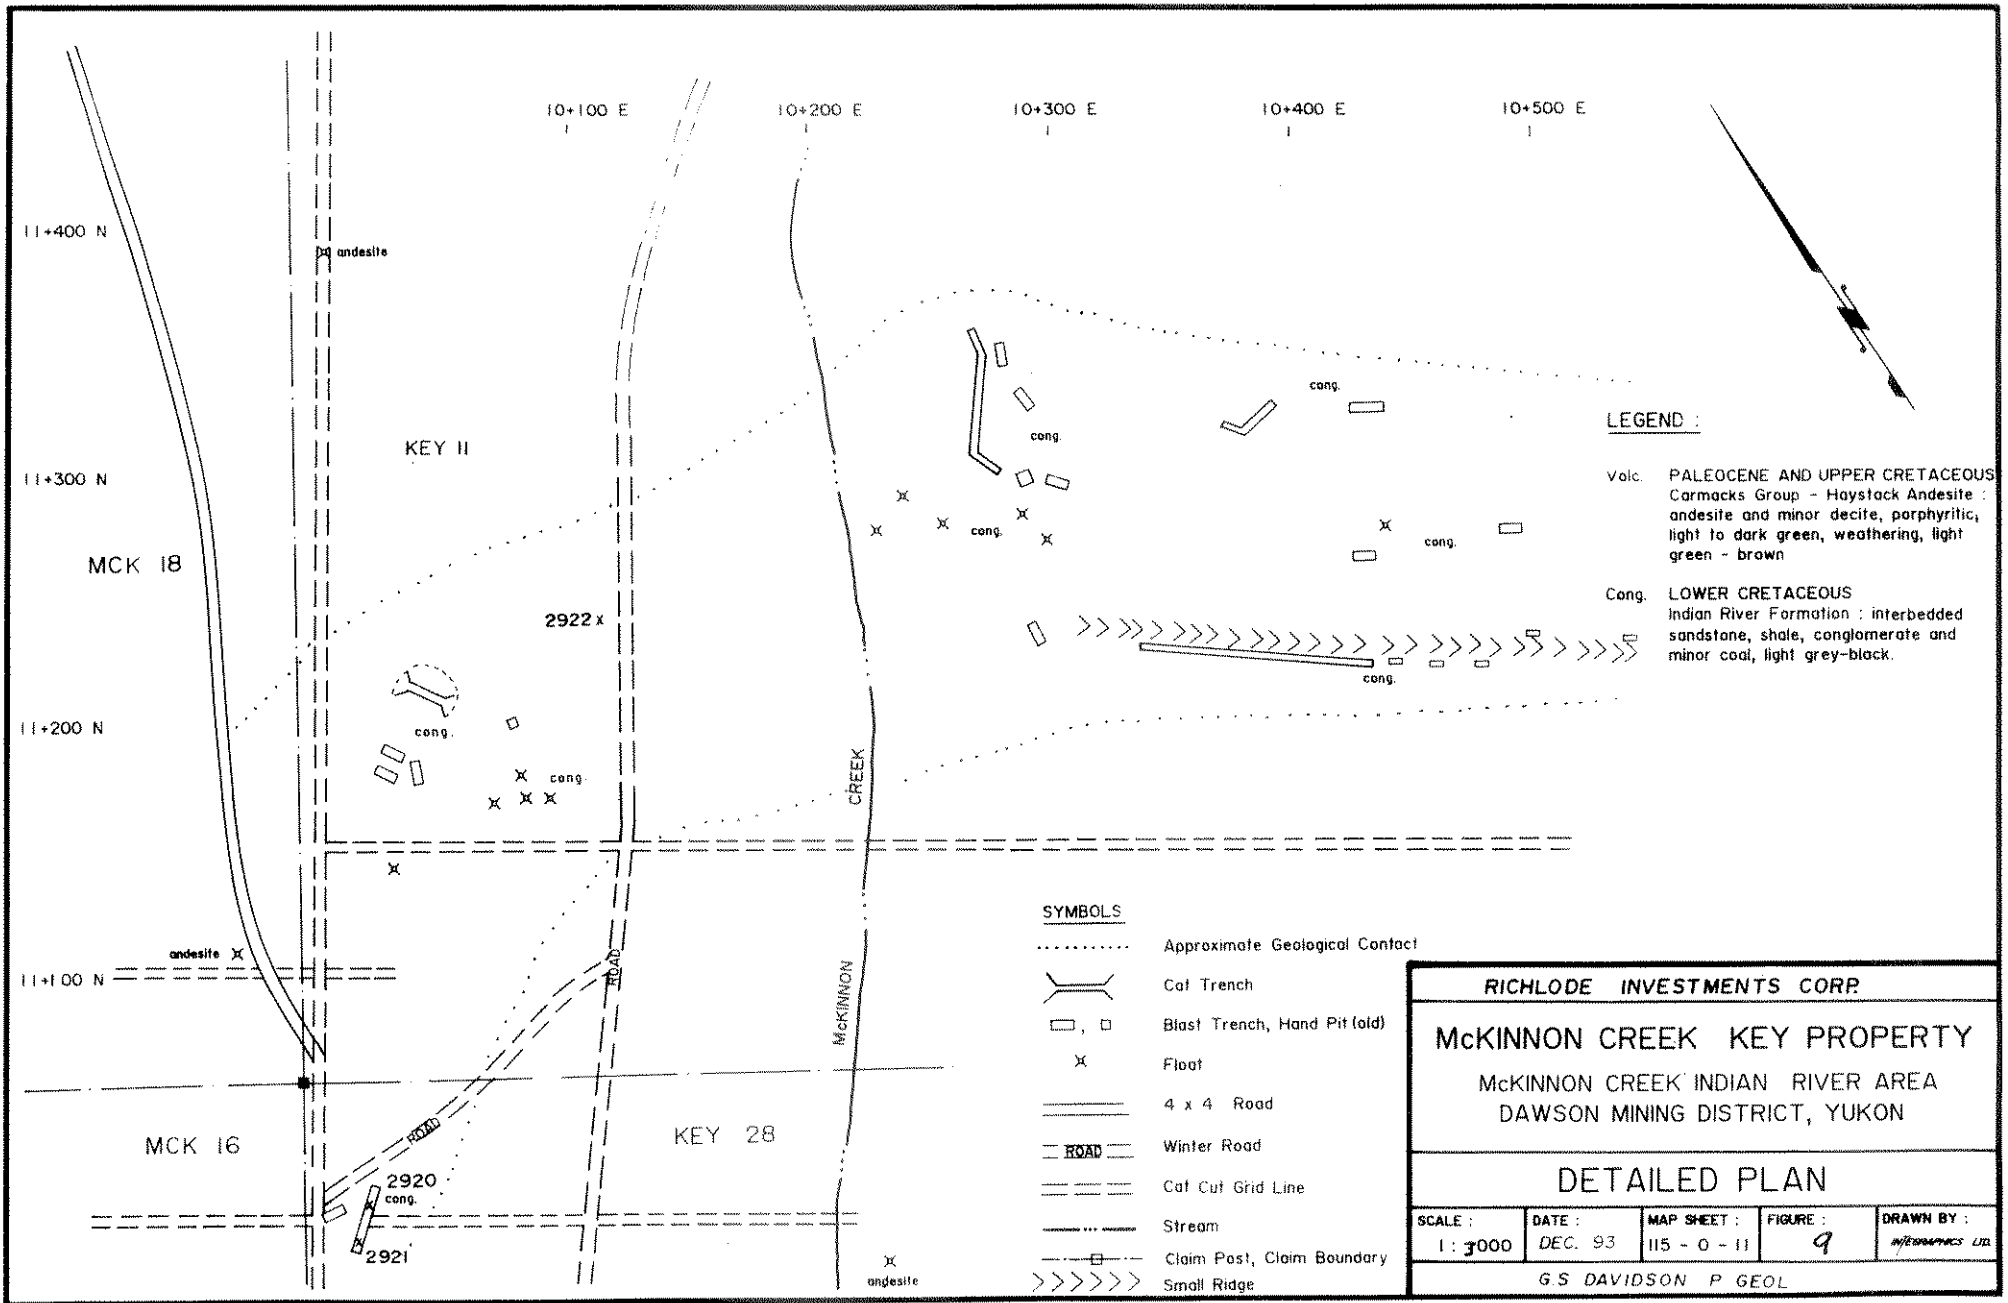 10+100 E
10+200 E
10+300 E
10+400 E
10+500 E
11+400 N
andesite
cong.
KEY 11
cong.
LEGEND :
11+300 N
Volc. PALEOCENE AND UPPER CRETACEOUS
Carmacks Group - Haystack Andesite :
andesite and minor decite, porphyritic,
light to dark green, weathering, light
green - brown
cong.
cong.
MCK 18
Cong. LOWER CRETACEOUS
Indian River Formation : interbedded
sandstone, shale, conglomerate and
minor coal, light grey-black.
2922
cong.
11+200 N
cong.
cong.
CREEK
McKINNON
SYMBOLS
Approximate Geological Contact
Cat Trench
Blast Trench, Hand Pit (old)
Float
4 x 4 Road
ROAD Winter Road
Cat Cut Grid Line
Stream
Claim Post, Claim Boundary
Small Ridge
andesite
11+100 N
ROAD
ROAD
MCK 16
KEY 28
2920
cong.
2921
andesite
RICHLODE INVESTMENTS CORP.
McKINNON CREEK KEY PROPERTY
McKINNON CREEK INDIAN RIVER AREA
DAWSON MINING DISTRICT, YUKON
DETAILED PLAN
SCALE :
DATE :
DEC. 93
MAP SHEET :
115 - O - 11
FIGURE :
9
DRAWN BY :
G.S DAVIDSON P GEOL